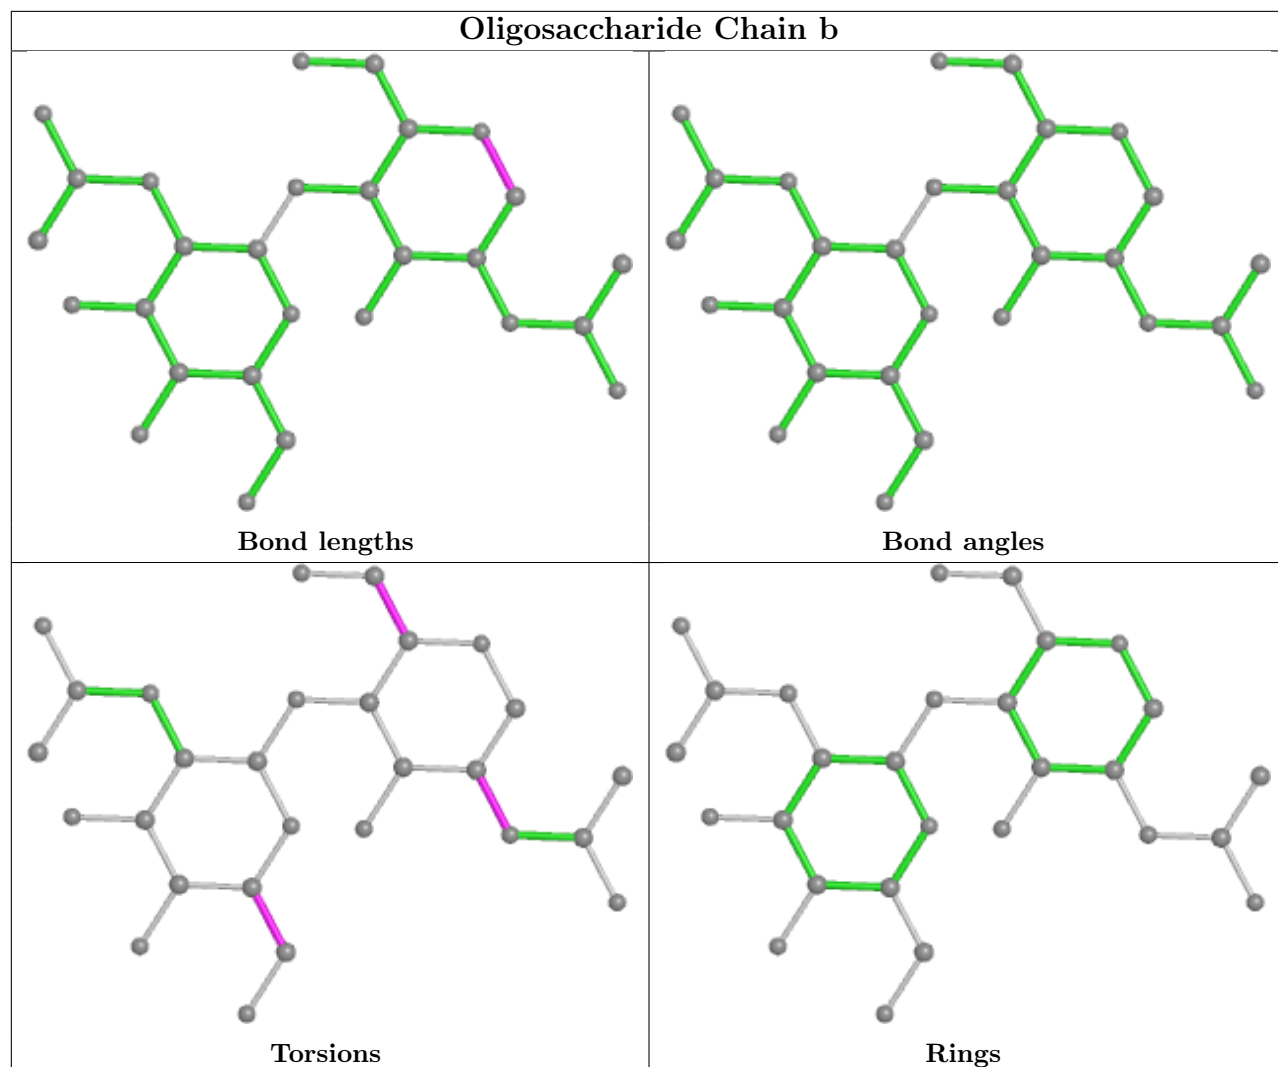 Oligosaccharide Chain b
Bond lengths
Bond angles
Torsions
Rings